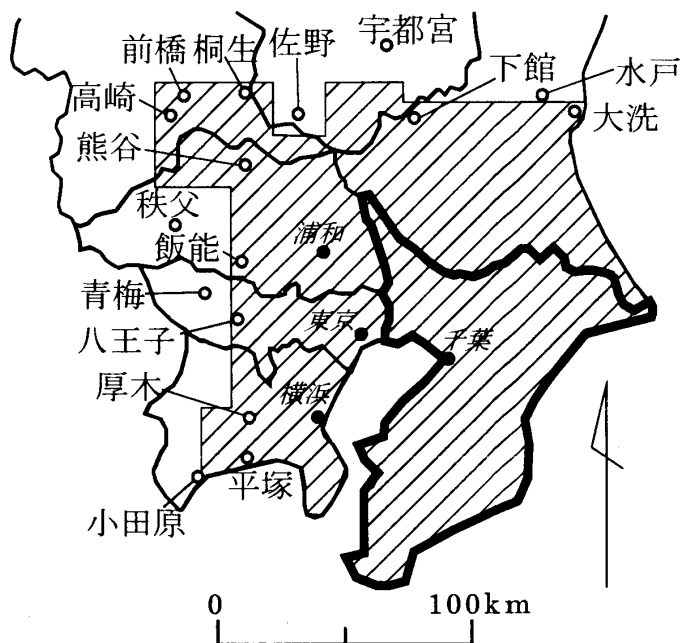 宇都宮
前橋
桐生
佐野
下館
水戸
高崎
大洗
熊谷
秩父
浦和
飯能
青梅
東京
八王子
千葉
厚木
横浜
平塚
小田原
0
100km